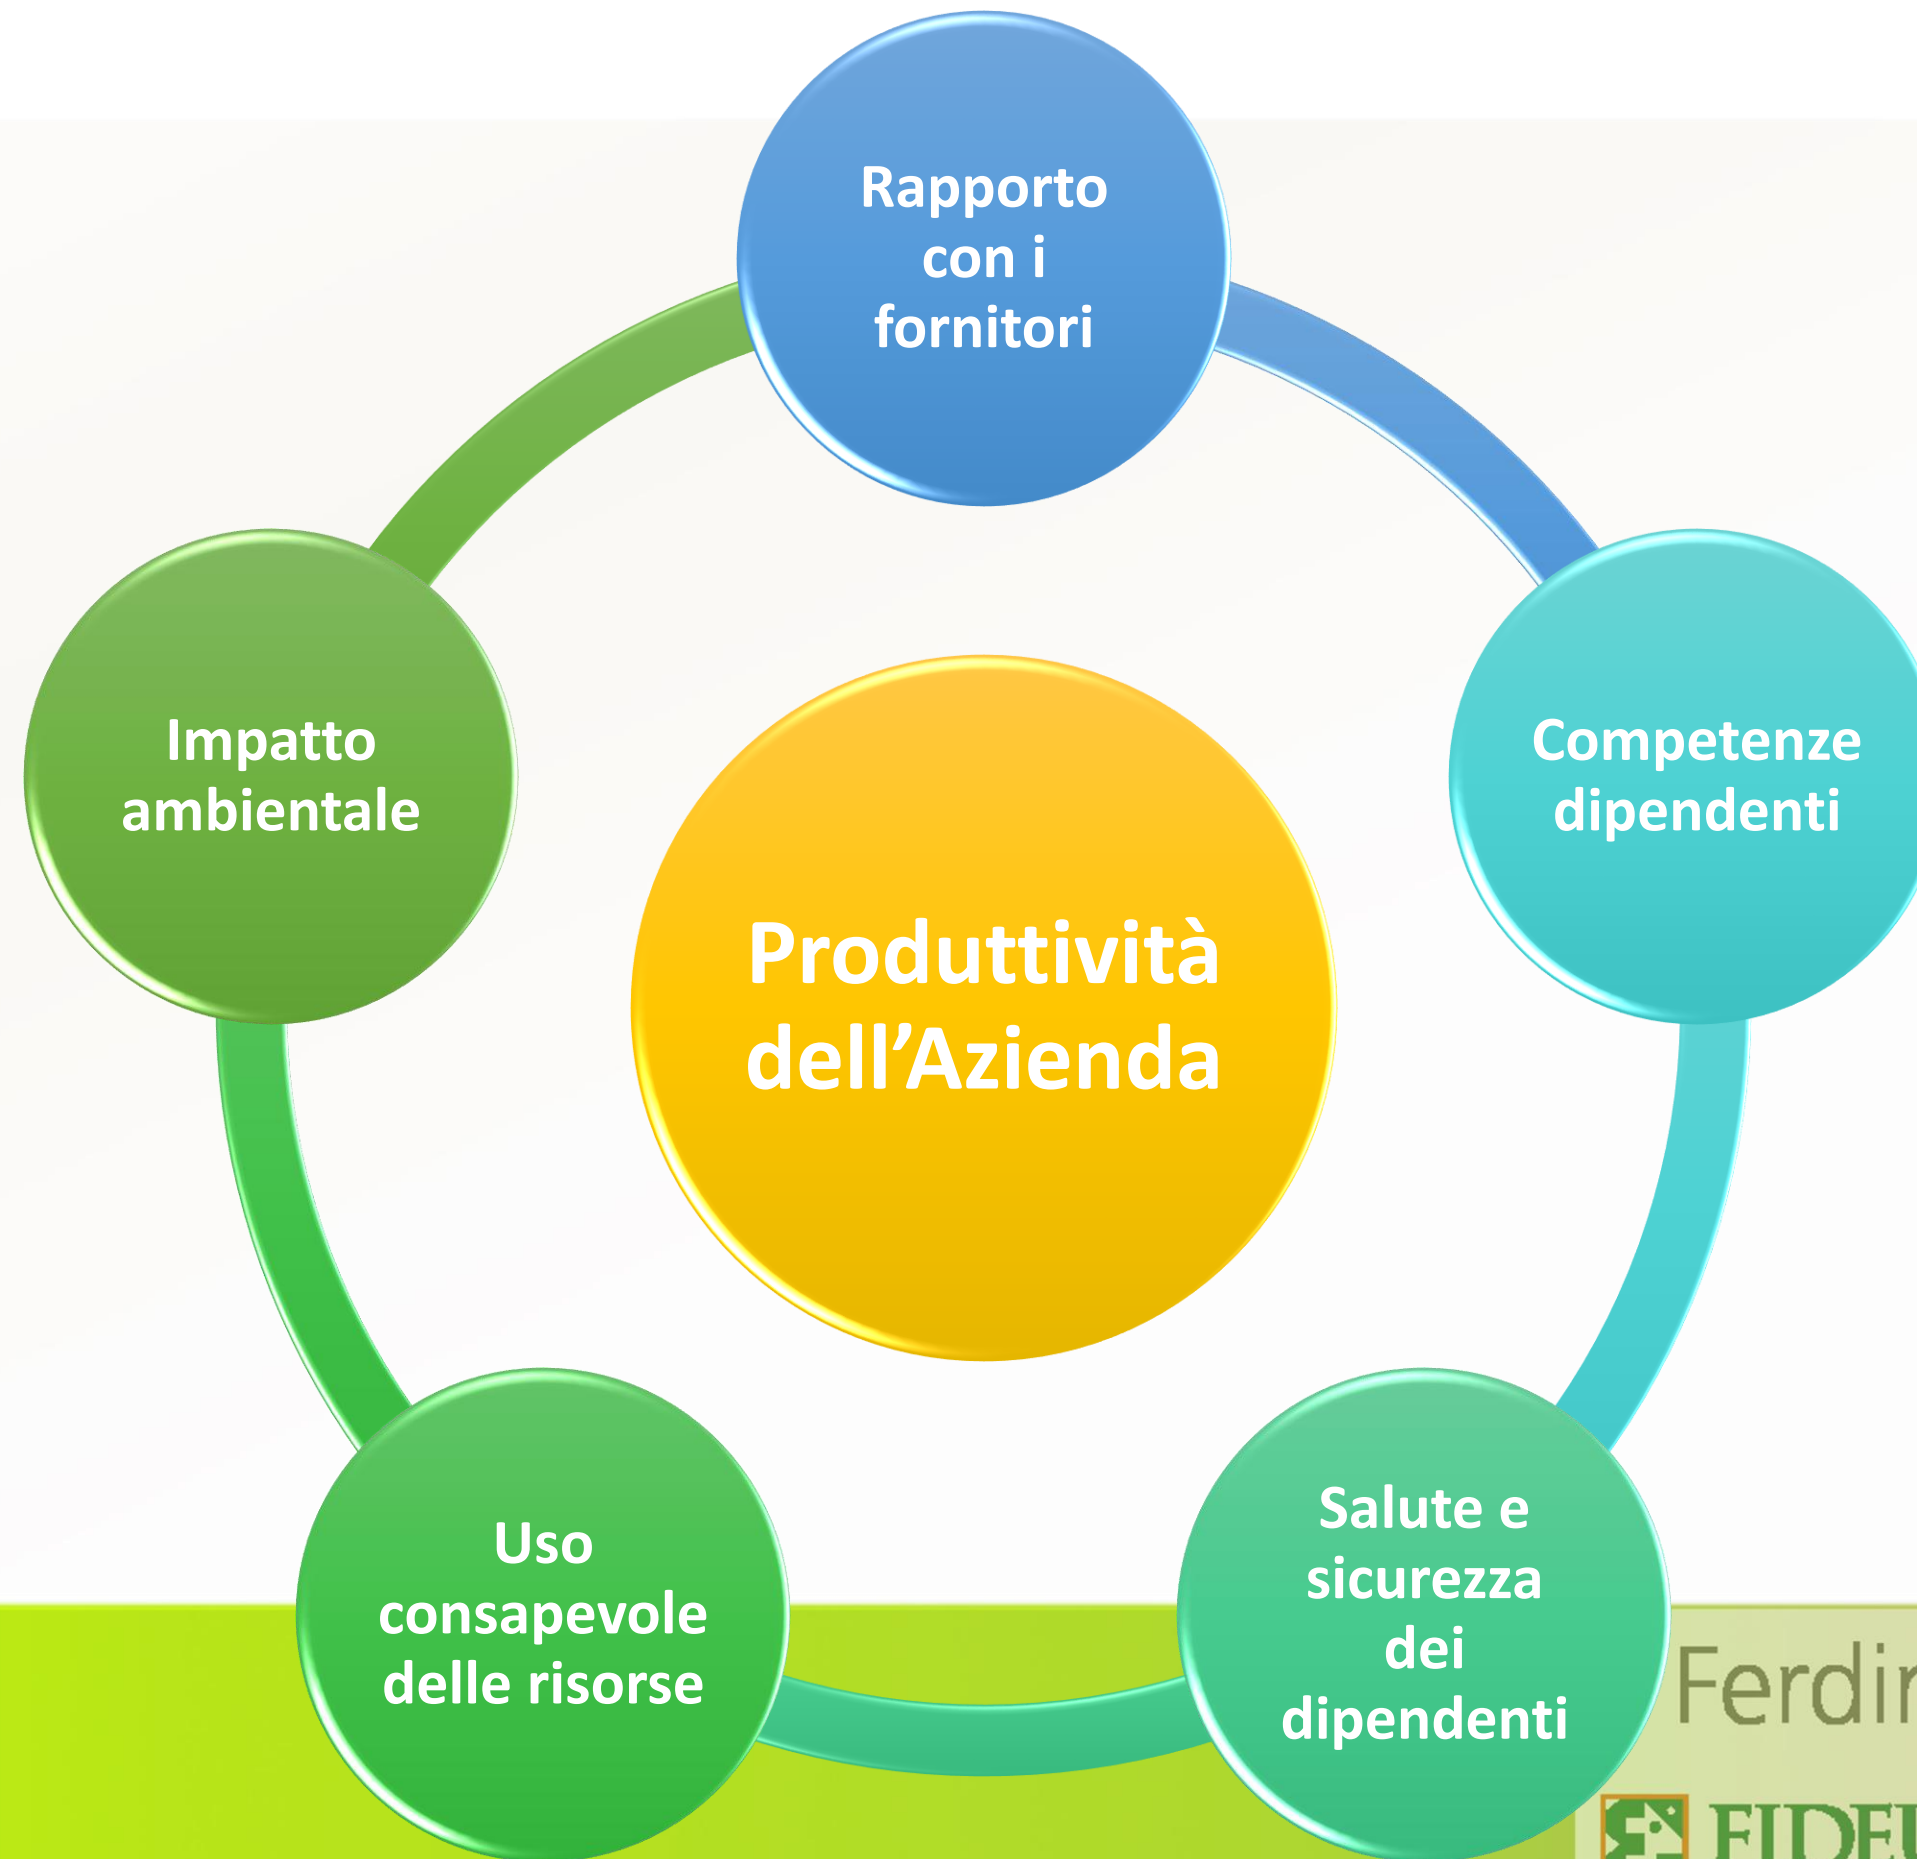 Rapporto
con i
fornitori
Competenze
dipendenti
Salute e
sicurezza
dei
dipendenti
Uso
consapevole
delle risorse
Impatto
ambientale
Produttività
dell’Azienda